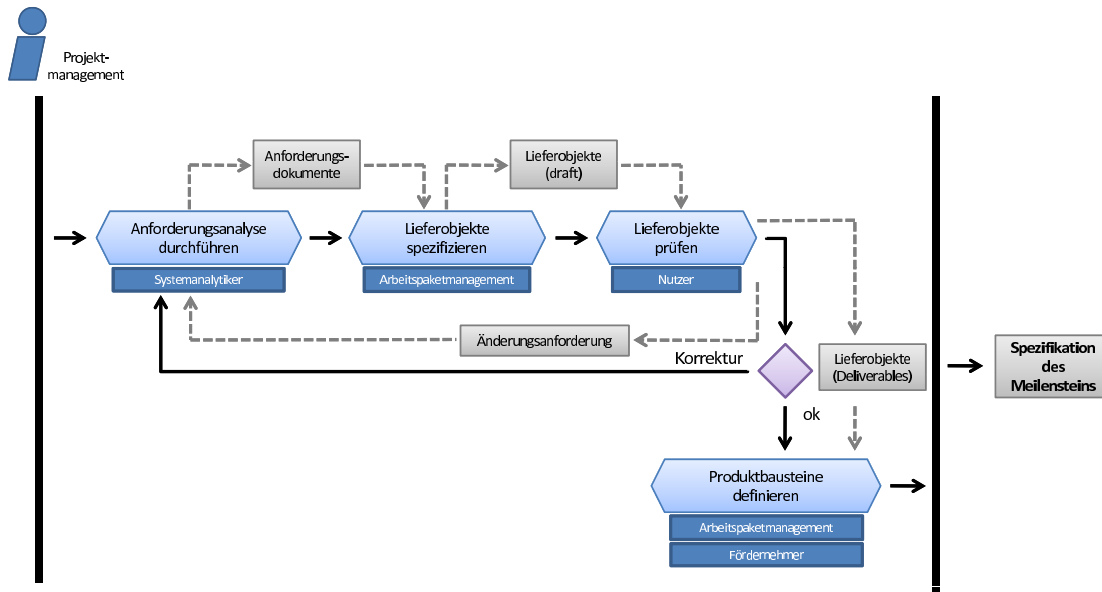 Projekt-
management
Anforderungs-
dokumente
Lieferobjekte
(draft)
Anforderungsanalyse
durchführen
Systemanalytiker
Lieferobjekte
spezifizieren
Arbeitspaketmanagement
Lieferobjekte
prüfen
Nutzer
Änderungsanforderung
Korrektur
Lieferobjekte
(Deliverables)
Spezifikation
des
Meilensteins
ok
Produktbausteine
definieren
Arbeitspaketmanagement
Fördernehmer